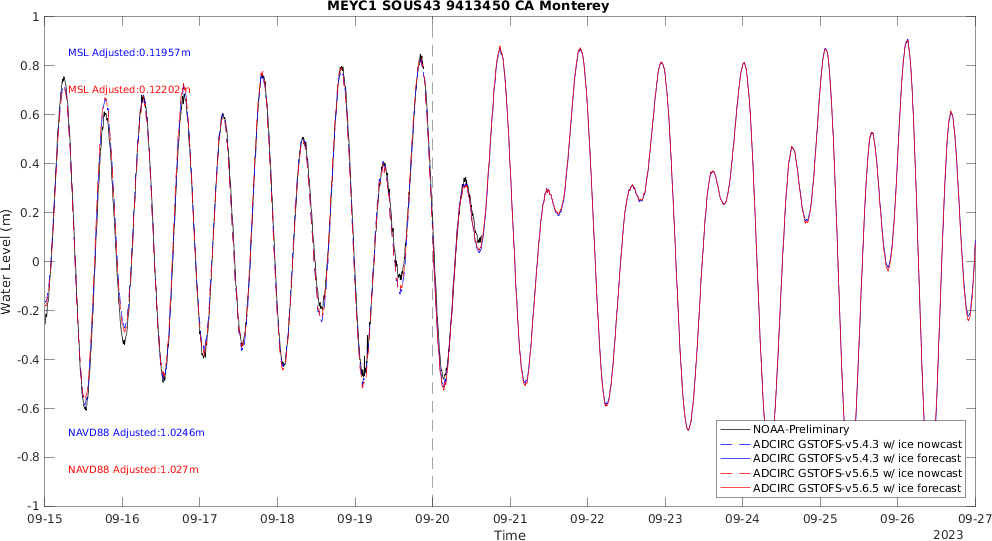 MEYC1 SOUS43 9413450 CA Monterey
1
0.8
0.6
0.4
0.2
0
-0.2
-0.4
-0.6
-0.8
-1
Water Level (m)
MSL Adjusted:0.11957m
MSL Adjusted:0.12202m
NAVD88 Adjusted:1.0246m
NAVD88 Adjusted:1.027m
NOAA-Preliminary
ADCIRC GSTOFS-v5.4.3 w/ ice nowcast
ADCIRC GSTOFS-v5.4.3 w/ ice forecast
ADCIRC GSTOFS-v5.6.5 w/ ice nowcast
ADCIRC GSTOFS-v5.6.5 w/ ice forecast
09-15 09-16 09-17 09-18 09-19 09-20 09-21 09-22 09-23 09-24 09-25 09-26 09-27
Time
2023